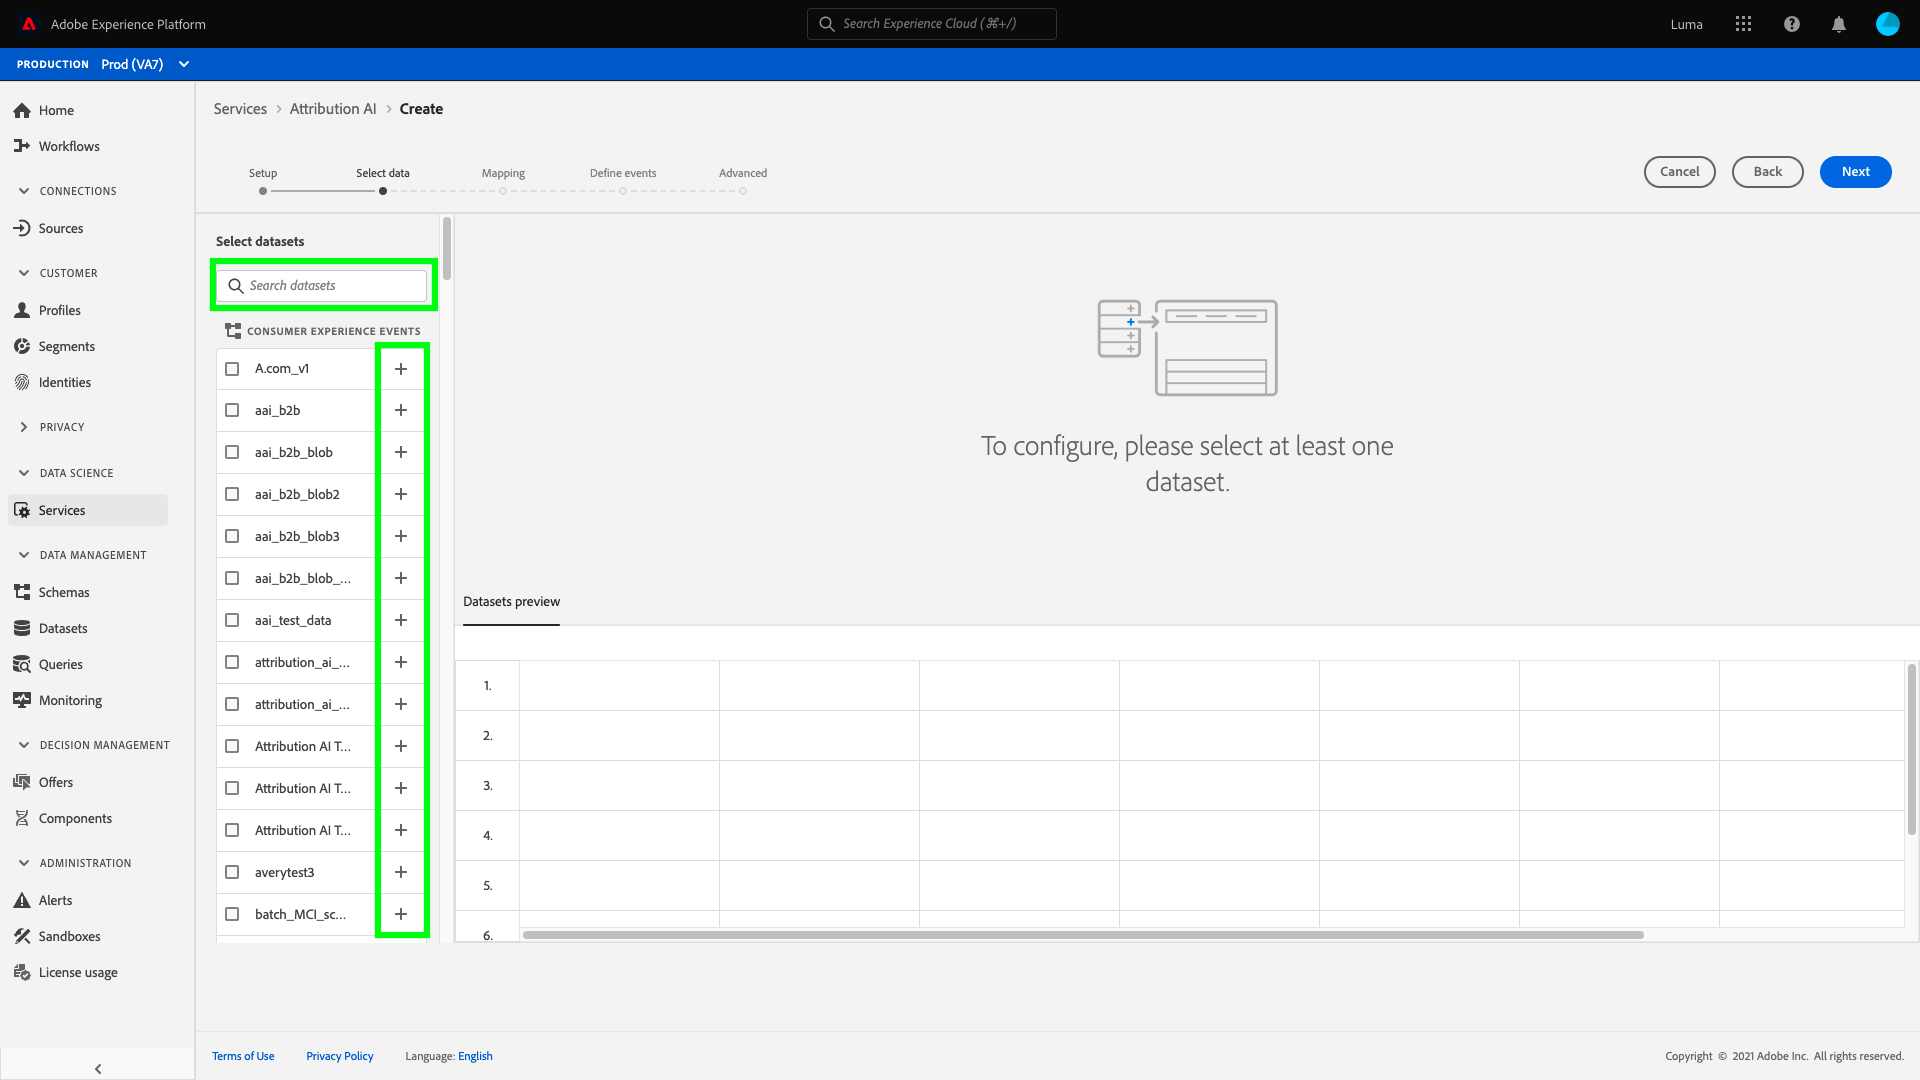 Adobe Experience Platform
Search Experience Cloud (⌘+/)
Luma
PRODUCTION Prod (VA7)
Home
Workflows
CONNECTIONS
Sources
CUSTOMER
Profiles
Segments
Identities
PRIVACY
DATA SCIENCE
Services
DATA MANAGEMENT
Schemas
Datasets
Queries
Monitoring
DECISION MANAGEMENT
Offers
Components
ADMINISTRATION
Alerts
Sandboxes
License usage
Services > Attribution AI > Create
Setup
Select data
Mapping
Define events
Advanced
Cancel
Back
Next
Select datasets
Search datasets
CONSUMER EXPERIENCE EVENTS
A.com_v1
aai_b2b
aai_b2b_blob
aai_b2b_blob2
aai_b2b_blob3
aai_b2b_blob_...
aai_test_data
attribution_ai_...
attribution_ai_...
Attribution AI T...
Attribution AI T...
Attribution AI T...
averytest3
batch_MCI_sc...
To configure, please select at least one
dataset.
Datasets preview
1.
2.
3.
4.
5.
6.
Terms of Use
Privacy Policy
Language: English
Copyright © 2021 Adobe Inc. All rights reserved.